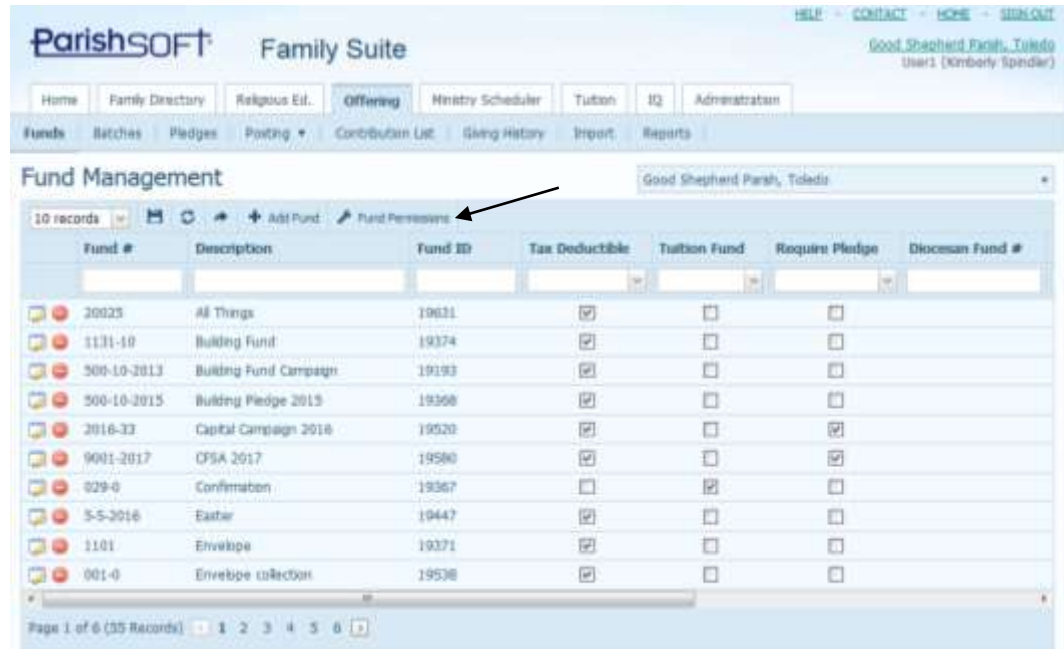 HELP - CONTACT - HOME - SIGN OUT
ParishSOFT Family Suite
Good Shepherd Parish, Toledo
User1 (Kimberly Spindler)
Home Family Directory Religious Ed. Offering Ministry Scheduler Tuition IQ Administration
Funds Batches Pledges Posting Contribution List Giving History Import Reports
Fund Management Good Shepherd Parish, Toledo
10 records Add Fund Fund Permissions
Fund # Description Fund ID Tax Deductible Tuition Fund Require Pledge Diocesan Fund #
20025 All Things 19631
1131-10 Building Fund 19374
500-10-2013 Building Fund Campaign 19193
500-10-2015 Building Pledge 2015 19368
2016-33 Capital Campaign 2016 19520
9001-2017 CFSA 2017 19580
029-0 Confirmation 19367
5-5-2016 Easter 19447
1101 Envelope 19371
001-0 Envelope collection 19538
Page 1 of 6 (55 Records) 1 2 3 4 5 6